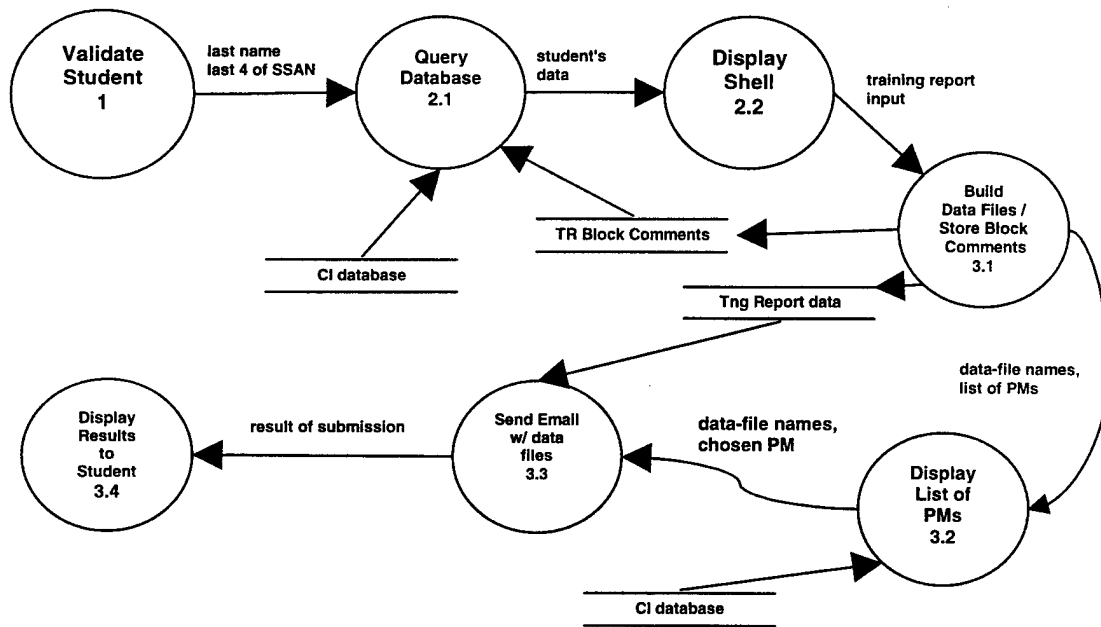 Validate
Student
1
last name
last 4 of SSAN
Query
Database
2.1
student's
data
Display
Shell
2.2
training report
input
Build
Data Files /
Store Block
Comments
3.1
TR Block Comments
CI database
Tng Report data
data-file names,
list of PMs
Display
Results
to
Student
3.4
result of submission
Send Email
w/ data
files
3.3
data-file names,
chosen PM
Display
List of
PMs
3.2
CI database